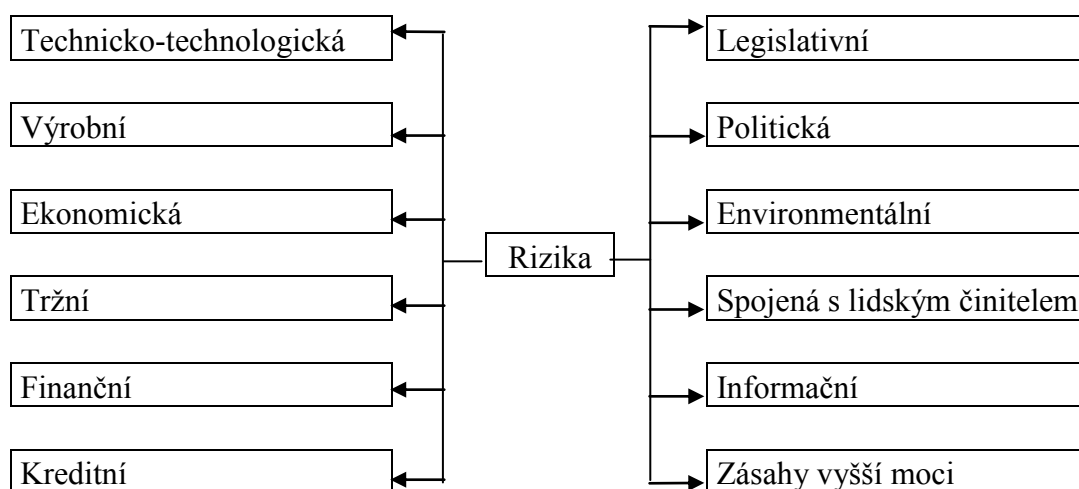 Technicko-technologická
Výrobní
Ekonomická
Tržní
Finanční
Kreditní
Rizika
Legislativní
Politická
Environmentální
Spojená s lidským činitelem
Informační
Zásahy vyšší moci